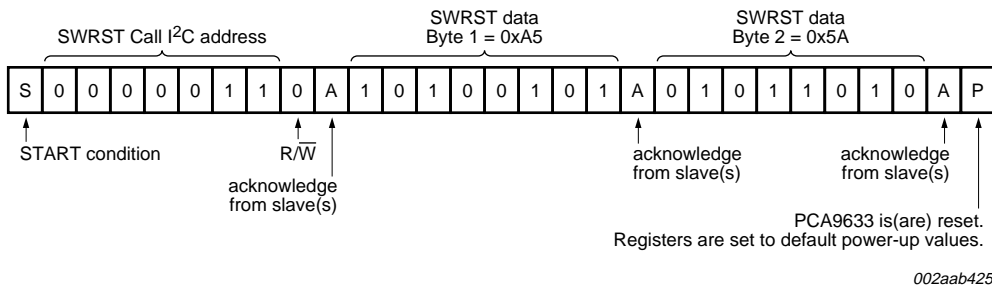 SWRST Call I2C address
SWRST data
Byte 1 = 0xA5
SWRST data
Byte 2 = 0x5A
S 0 0 0 0 0 1 1 0 A 1 0 1 0 0 1 0 1 A 0 1 0 1 1 0 1 0 A P
START condition
R/W
acknowledge
from slave(s)
acknowledge
from slave(s)
acknowledge
from slave(s)
PCA9633 is(are) reset.
Registers are set to default power-up values.
002aab425